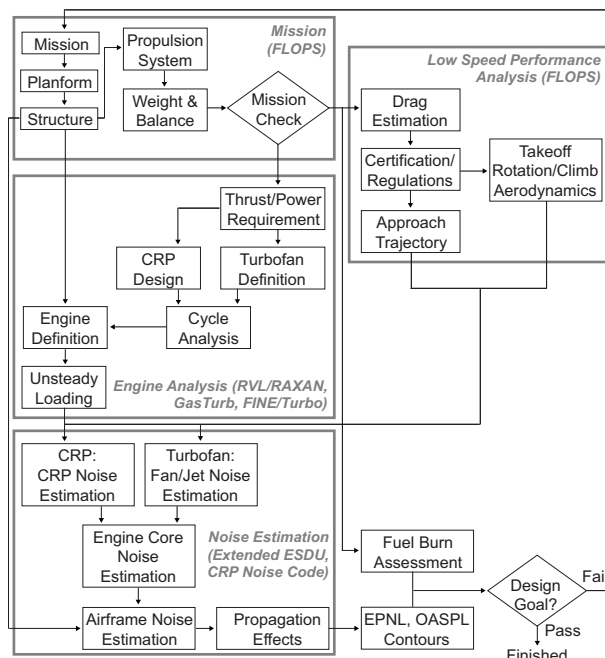 Mission
(FLOPS)
Mission
Planform
Structure
Propulsion
System
Weight &
Balance
Mission
Check
Low Speed Performance
Analysis (FLOPS)
Drag
Estimation
Certification/
Regulations
Approach
Trajectory
Takeoff
Rotation/Climb
Aerodynamics
Thrust/Power
Requirement
CRP
Design
Turbofan
Definition
Engine
Definition
Cycle
Analysis
Unsteady
Loading
Engine Analysis (RVL/RAXAN,
GasTurb, FINE/Turbo)
CRP:
CRP Noise
Estimation
Turbofan:
Fan/Jet Noise
Estimation
Engine Core
Noise
Estimation
Noise Estimation
(Extended ESDU,
CRP Noise Code)
Airframe Noise
Estimation
Propagation
Effects
Fuel Burn
Assessment
EPNL, OASPL
Contours
Design
Goal?
Fai
Pass
Finished